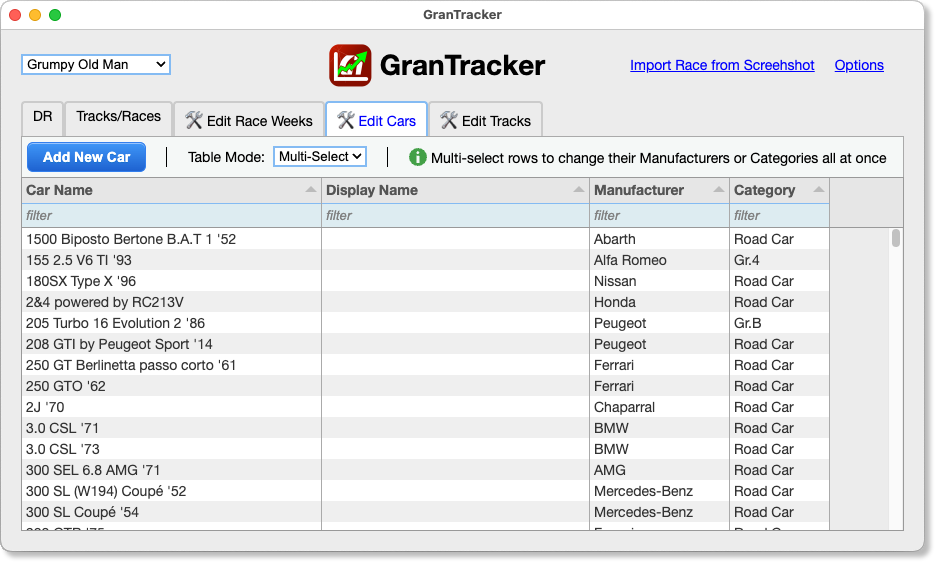 GranTracker
Grumpy Old Man
GranTracker
Import Race from Screehshot Options
DR Tracks/Races Edit Race Weeks Edit Cars Edit Tracks
Add New Car Table Mode: Multi-Select Multi-select rows to change their Manufacturers or Categories all at once
Car Name Display Name Manufacturer Category
filter filter filter filter
1500 Biposto Bertone B.A.T 1 '52 Abarth Road Car
155 2.5 V6 TI '93 Alfa Romeo Gr.4
180SX Type X '96 Nissan Road Car
2&4 powered by RC213V Honda Road Car
205 Turbo 16 Evolution 2 '86 Peugeot Gr.B
208 GTI by Peugeot Sport '14 Peugeot Road Car
250 GT Berlinetta passo corto '61 Ferrari Road Car
250 GTO '62 Ferrari Road Car
2J '70 Chaparral Road Car
3.0 CSL '71 BMW Road Car
3.0 CSL '73 BMW Road Car
300 SEL 6.8 AMG '71 AMG Road Car
300 SL (W194) Coupé '52 Mercedes-Benz Road Car
300 SL Coupé '54 Mercedes-Benz Road Car